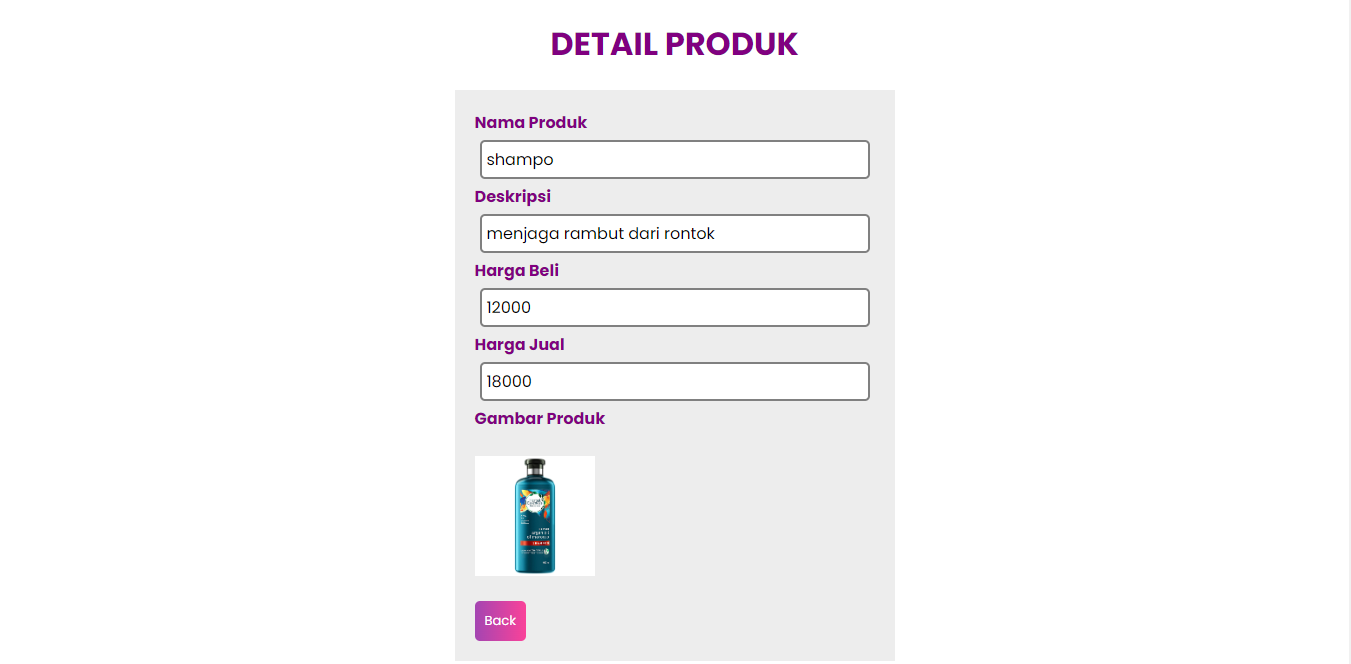 DETAIL PRODUK
Nama Produk
shampo
Deskripsi
menjaga rambut dari rontok
Harga Beli
12000
Harga Jual
18000
Gambar Produk
Back